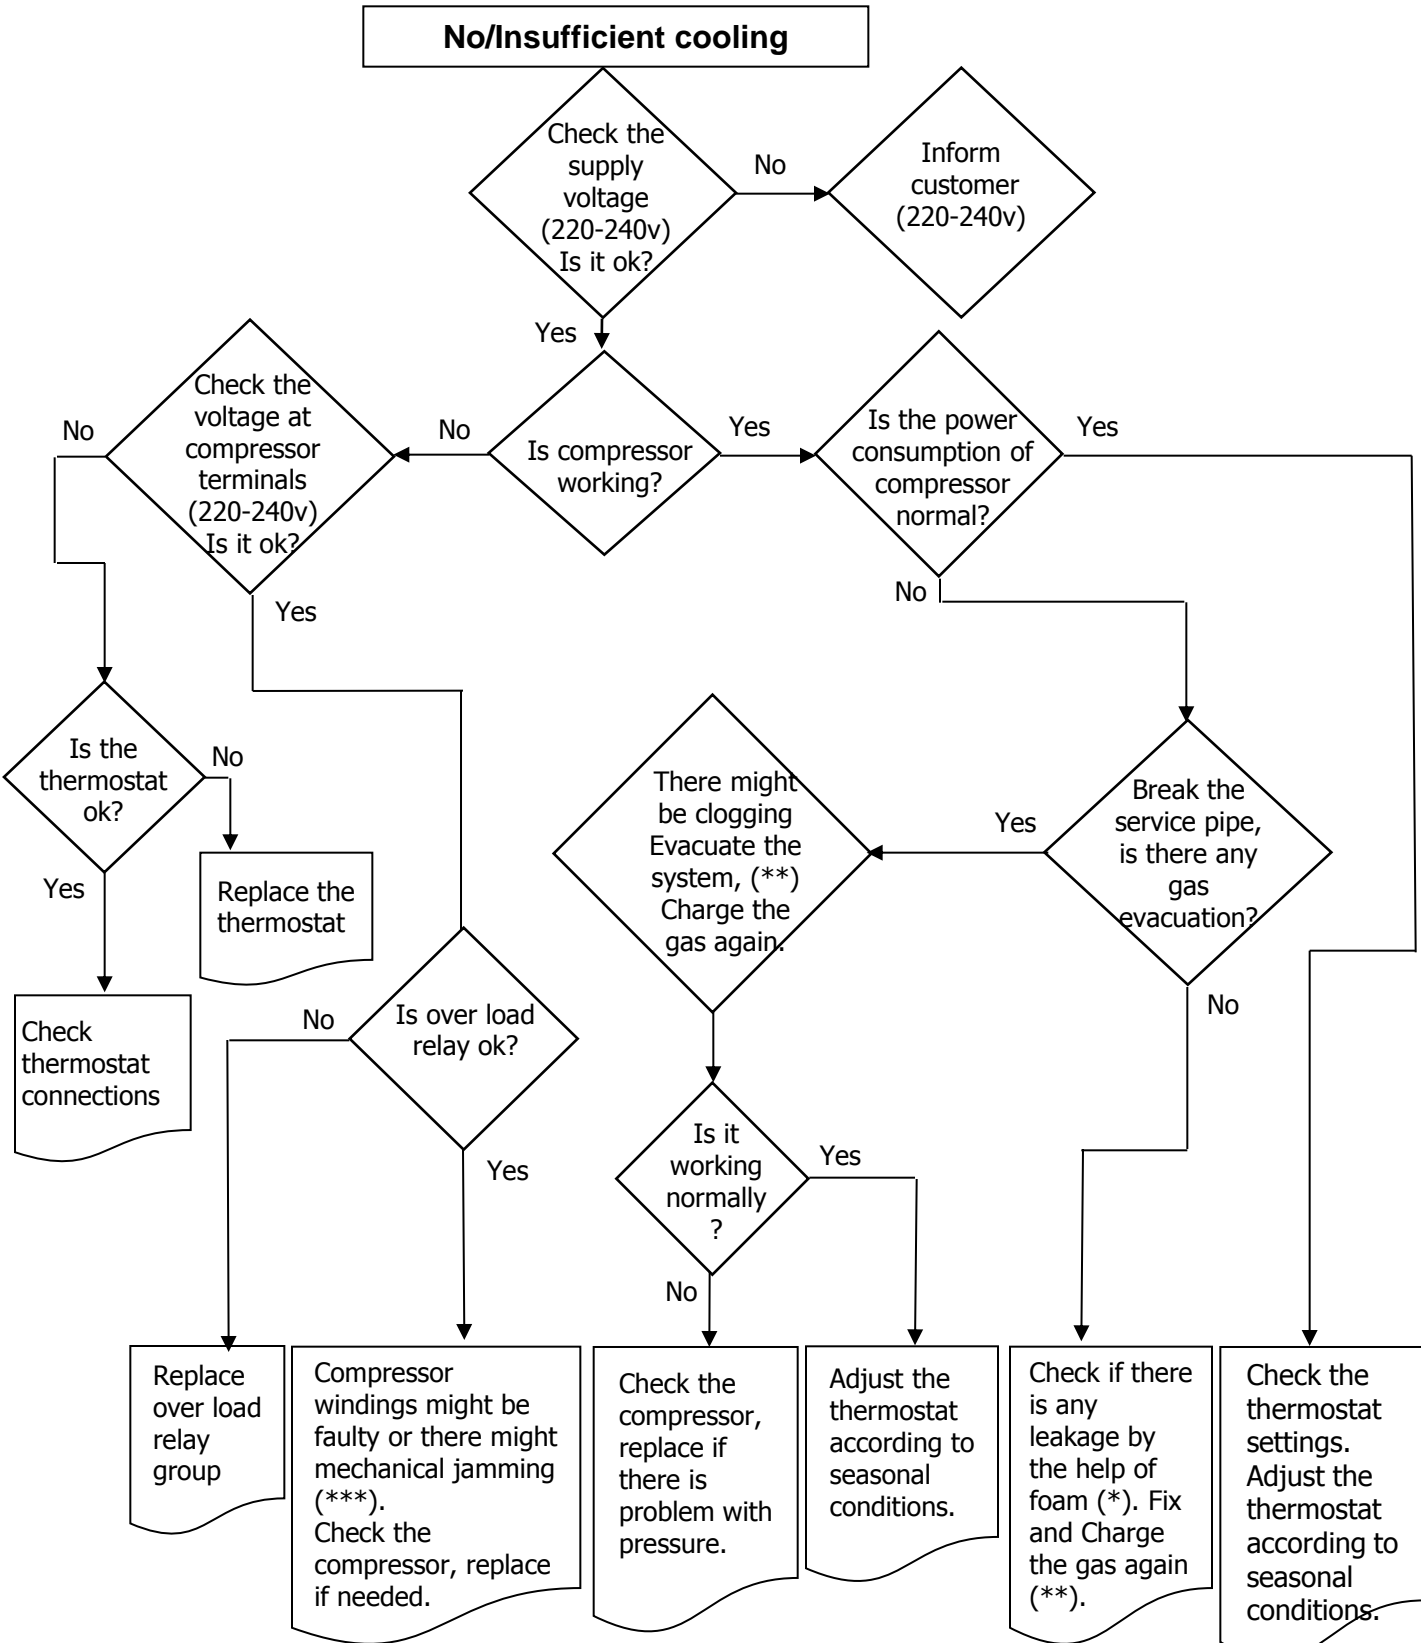 No/Insufficient cooling
Check the
supply
voltage
(220-240v)
Is it ok?
No
Inform
customer
(220-240v)
Yes
Check the
voltage at
compressor
terminals
(220-240v)
Is it ok?
No
No
Is compressor
working?
Yes
Is the power
consumption of
compressor
normal?
Yes
No
Yes
Is the
thermostat
ok?
No
Yes
Replace the
thermostat
Check
thermostat
connections
There might
be clogging
Evacuate the
system, (**)
Charge the
gas again.
Yes
Break the
service pipe,
is there any
gas
evacuation?
No
No
Is over load
relay ok?
Yes
Is it
working
normally
?
Yes
No
Replace
over load
relay
group
Compressor
windings might be
faulty or there might
mechanical jamming
(***).
Check the
compressor, replace
if needed.
Check the
compressor,
replace if
there is
problem with
pressure.
Adjust the
thermostat
according to
seasonal
conditions.
Check if there
is any
leakage by
the help of
foam (*). Fix
and Charge
the gas again
(**).
Check the
thermostat
settings.
Adjust the
thermostat
according to
seasonal
conditions.